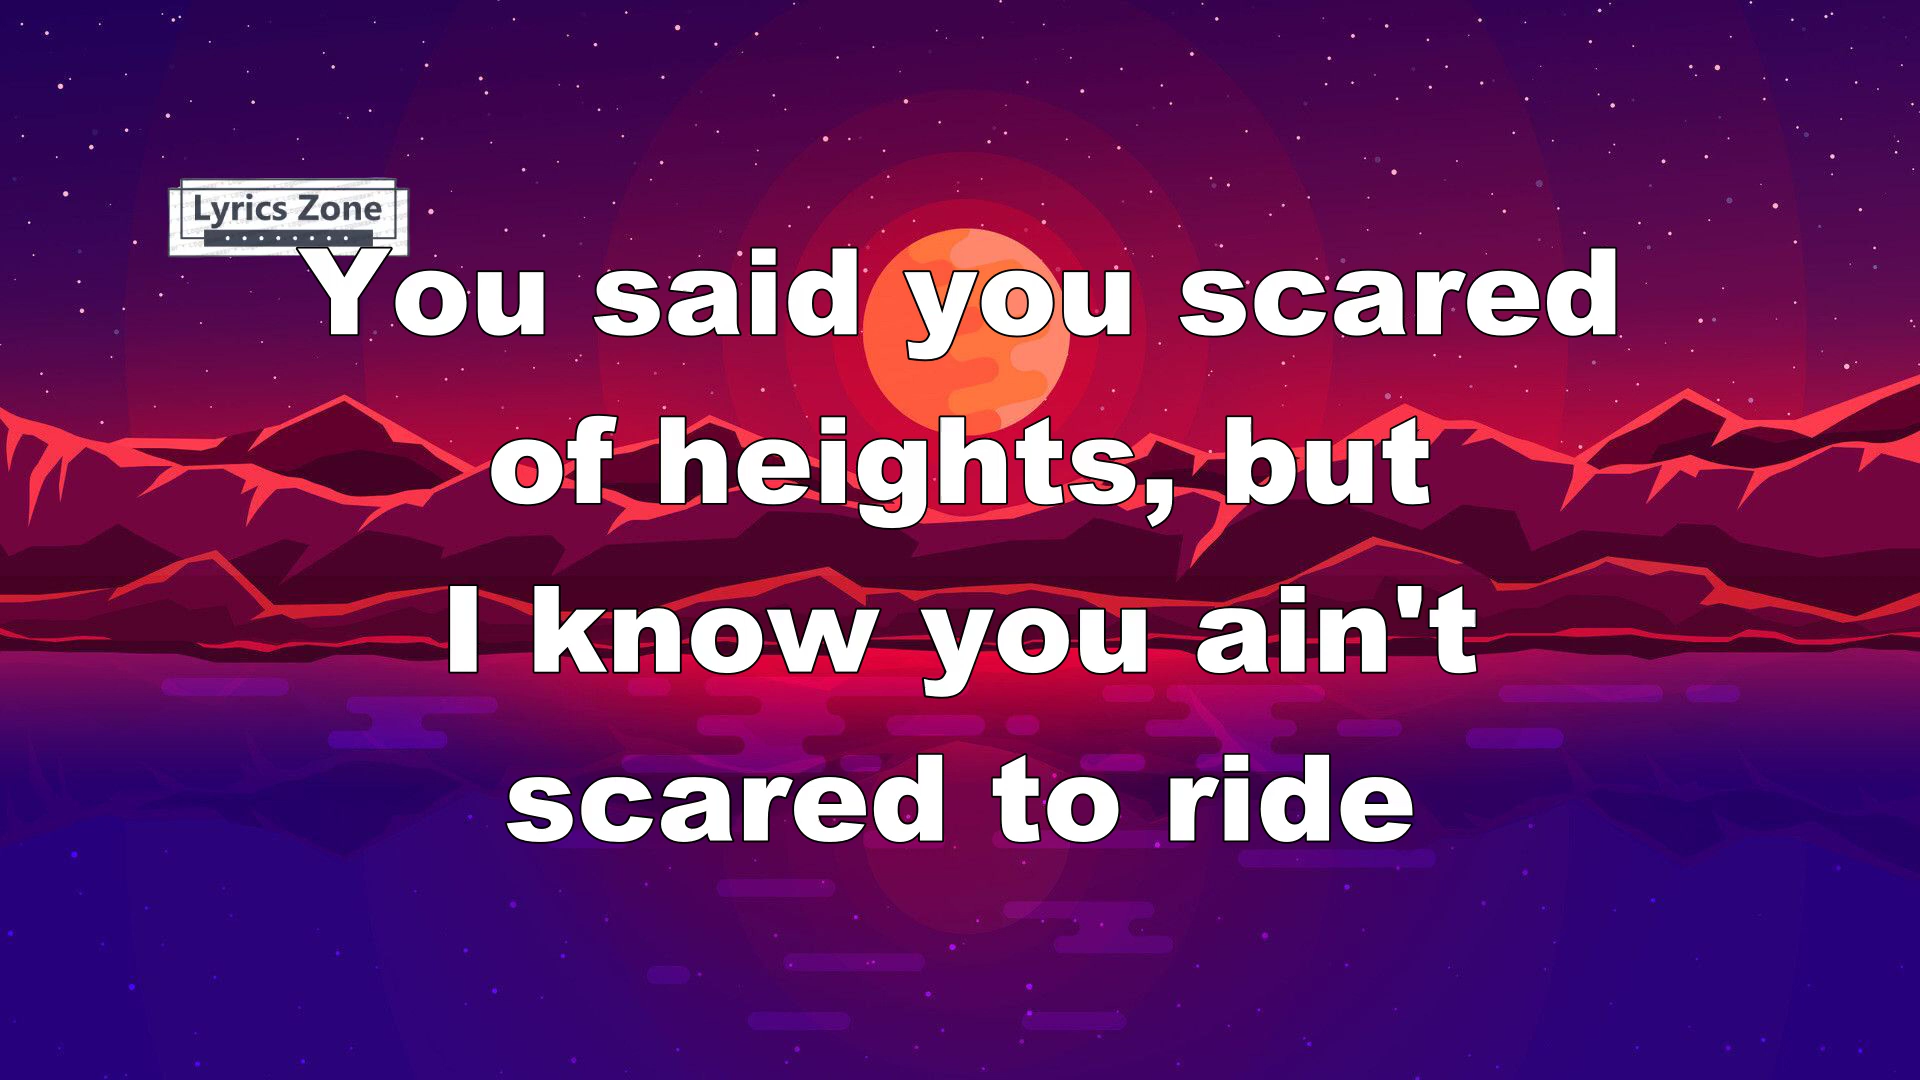 Lyrics Zone
You said you scared
of heights, but
I know you ain't
scared to ride